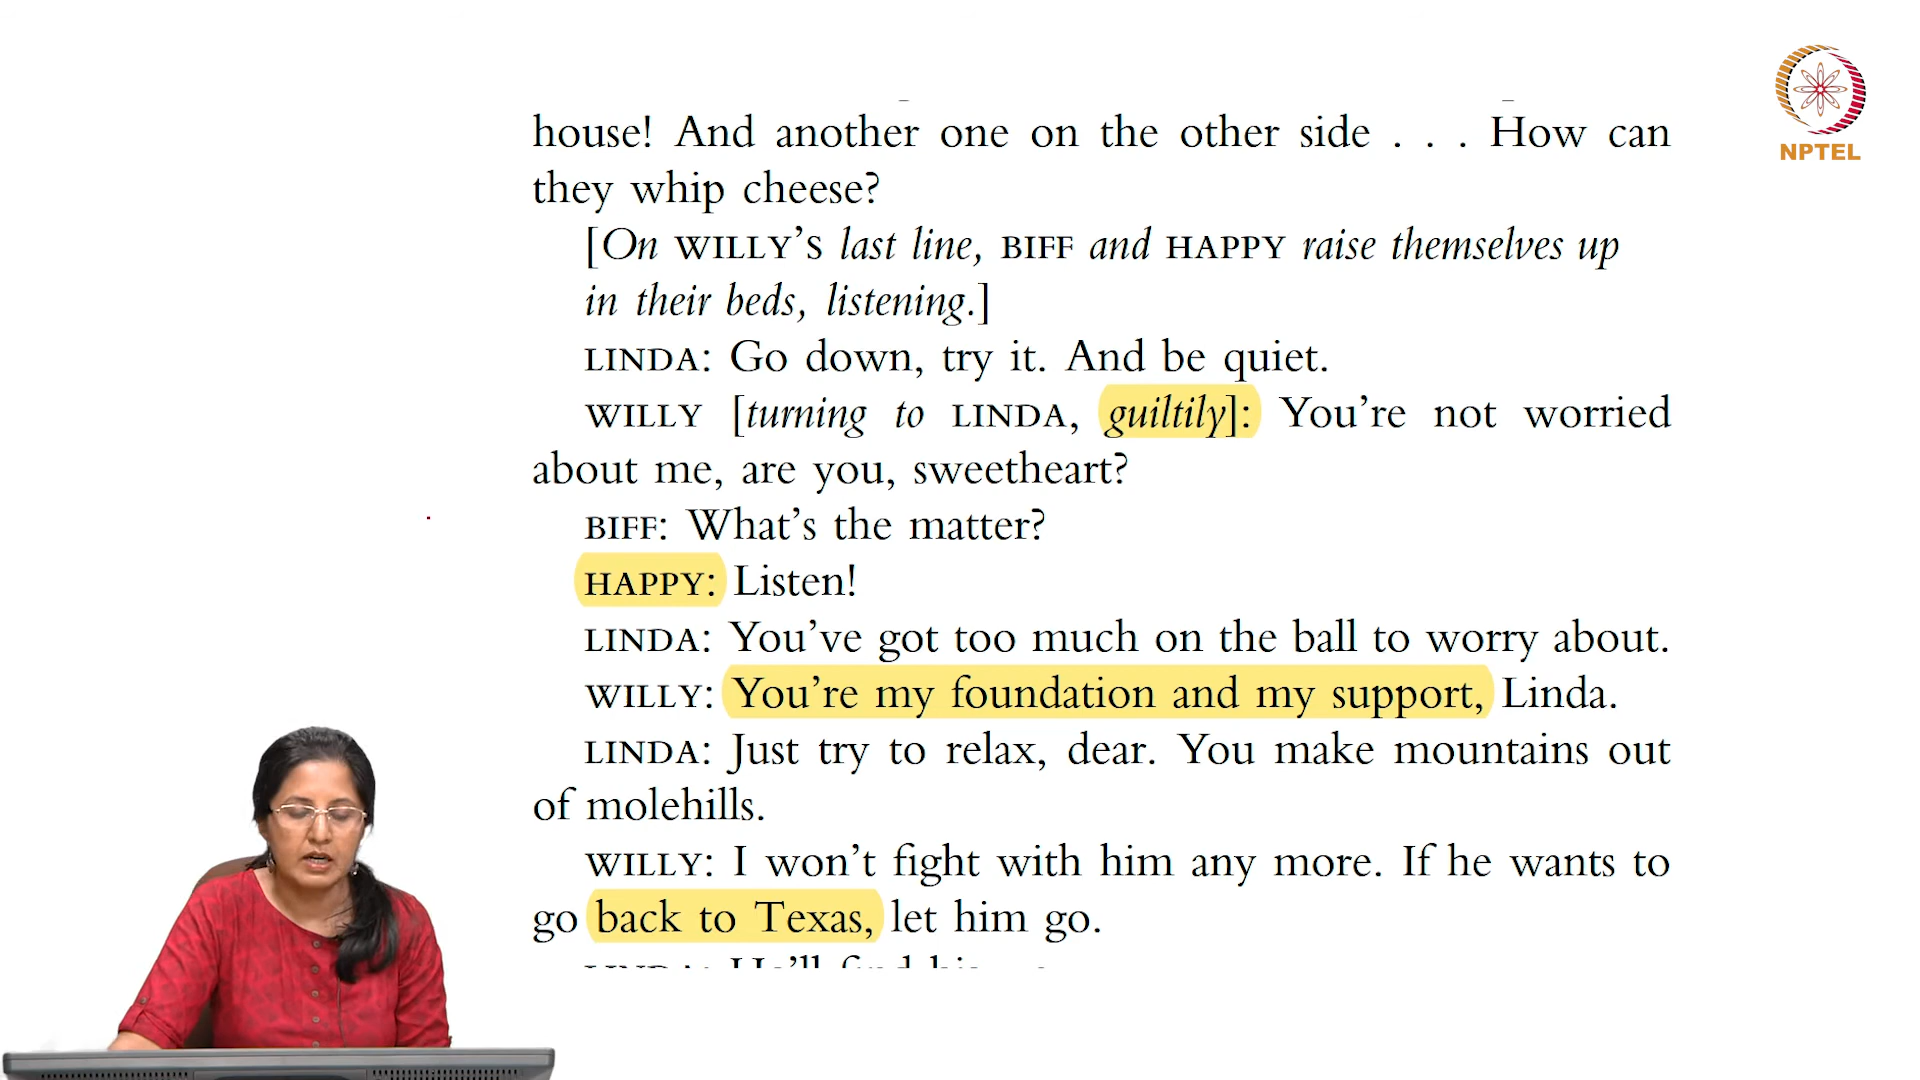 house! And another one on the other side . . . How can
they whip cheese?
[On WILLY'S last line, BIFF and HAPPY raise themselves up
in their beds, listening.]
LINDA: Go down, try it. And be quiet.
WILLY [turning to LINDA, guiltily]: You're not worried
about me, are you, sweetheart?
BIFF: What's the matter?
HAPPY: Listen!
LINDA: You've got too much on the ball to worry about.
WILLY: You're my foundation and my support, Linda.
LINDA: Just try to relax, dear. You make mountains out
of molehills.
WILLY: I won't fight with him any more. If he wants to
go back to Texas, let him go.
NPTEL